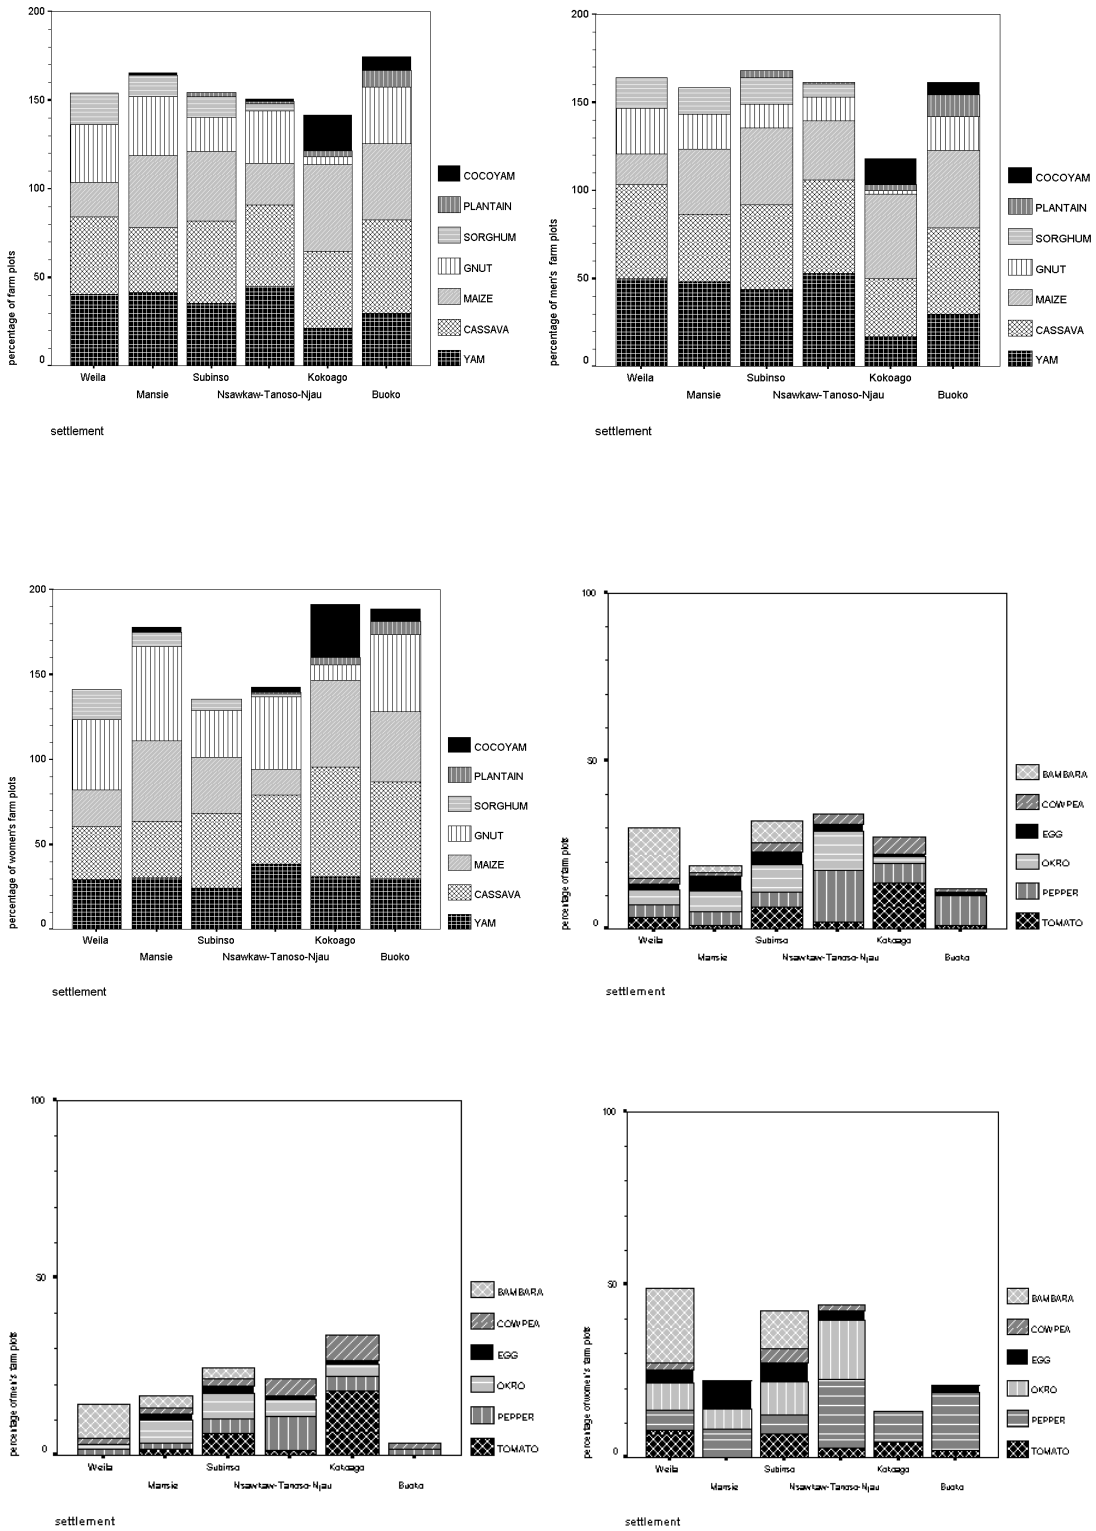 200
150
100
50
0
percentage of farm plots
COCOYAM
PLANTAIN
SORGHUM
GNUT
MAIZE
CASSAVA
YAM
Weila
Subinso
Kokoago
Mansie
Nsawkaw-Tanoso-Njau
Buoko
settlement
200
150
100
50
0
percentage of men's farm plots
COCOYAM
PLANTAIN
SORGHUM
GNUT
MAIZE
CASSAVA
YAM
Weila
Subinso
Kokoago
Mansie
Nsawkaw-Tanoso-Njau
Buoko
settlement
200
150
100
50
0
percentage of women's farm plots
COCOYAM
PLANTAIN
SORGHUM
GNUT
MAIZE
CASSAVA
YAM
Weila
Subinso
Kokoago
Mansie
Nsawkaw-Tanoso-Njau
Buoko
settlement
100
50
0
percentage of farm plots
BAMBARA
COWPEA
EGG
OKRO
PEPPER
TOMATO
Weila
Subinso
Kokoago
Mansie
Nsawkaw-Tanoso-Njau
Buoko
settlement
100
50
0
percentage of men's farm plots
BAMBARA
COWPEA
EGG
OKRO
PEPPER
TOMATO
Weila
Subinso
Kokoago
Mansie
Nsawkaw-Tanoso-Njau
Buoko
settlement
100
50
0
percentage of women's farm plots
BAMBARA
COWPEA
EGG
OKRO
PEPPER
TOMATO
Weila
Subinso
Kokoago
Mansie
Nsawkaw-Tanoso-Njau
Buoko
settlement